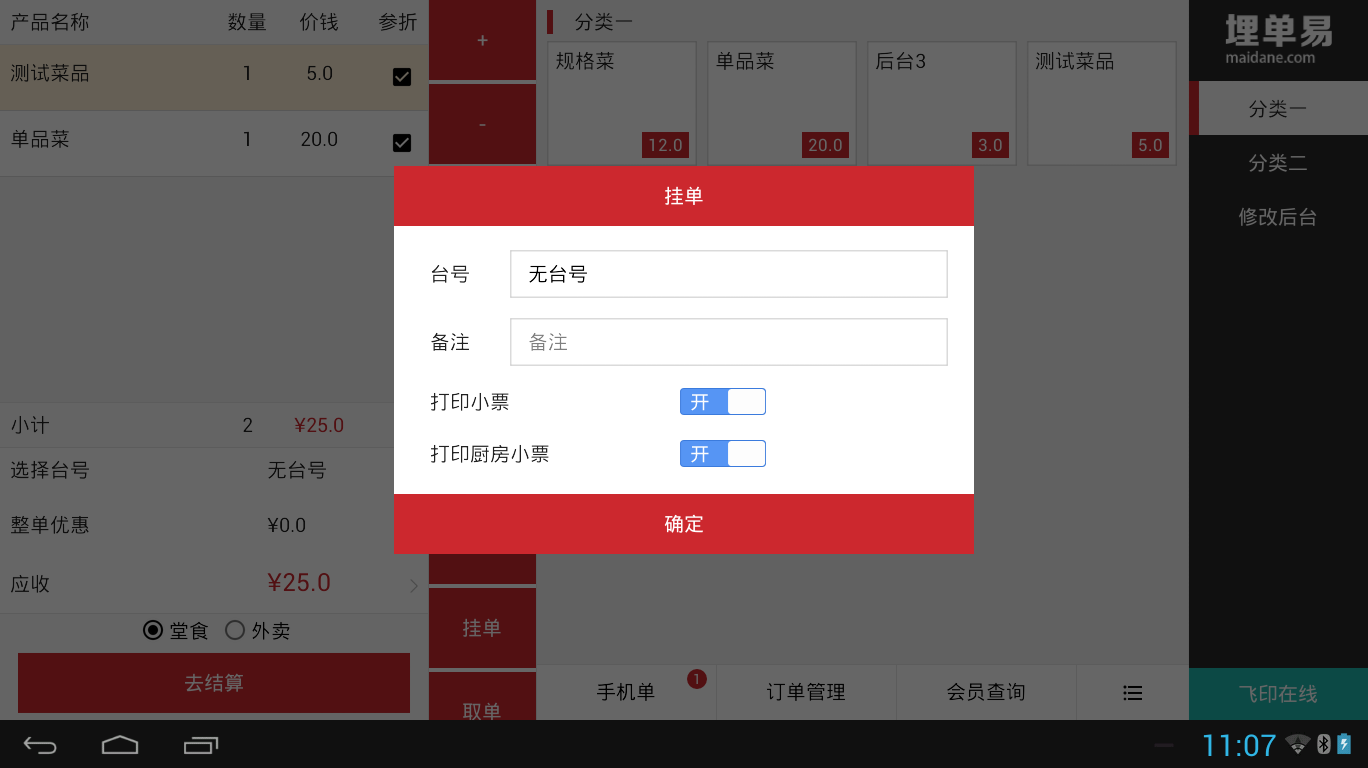 产品名称 数量 价钱 参折
测试菜品 1 5.0
单品菜 1 20.0
小计 2 ¥25.0
选择台号 无台号
整单优惠 ¥0.0
应收 ¥25.0
堂食 外卖
去结算
+
-
挂单
取单
分类一
规格菜 单品菜 后台3 测试菜品
12.0 20.0 3.0 5.0
挂单
台号 无台号
备注 备注
打印小票 开
打印厨房小票 开
确定
手机单 1 订单管理 会员查询
埋单易
maidane.com
分类一
分类二
修改后台
飞印在线
11:07